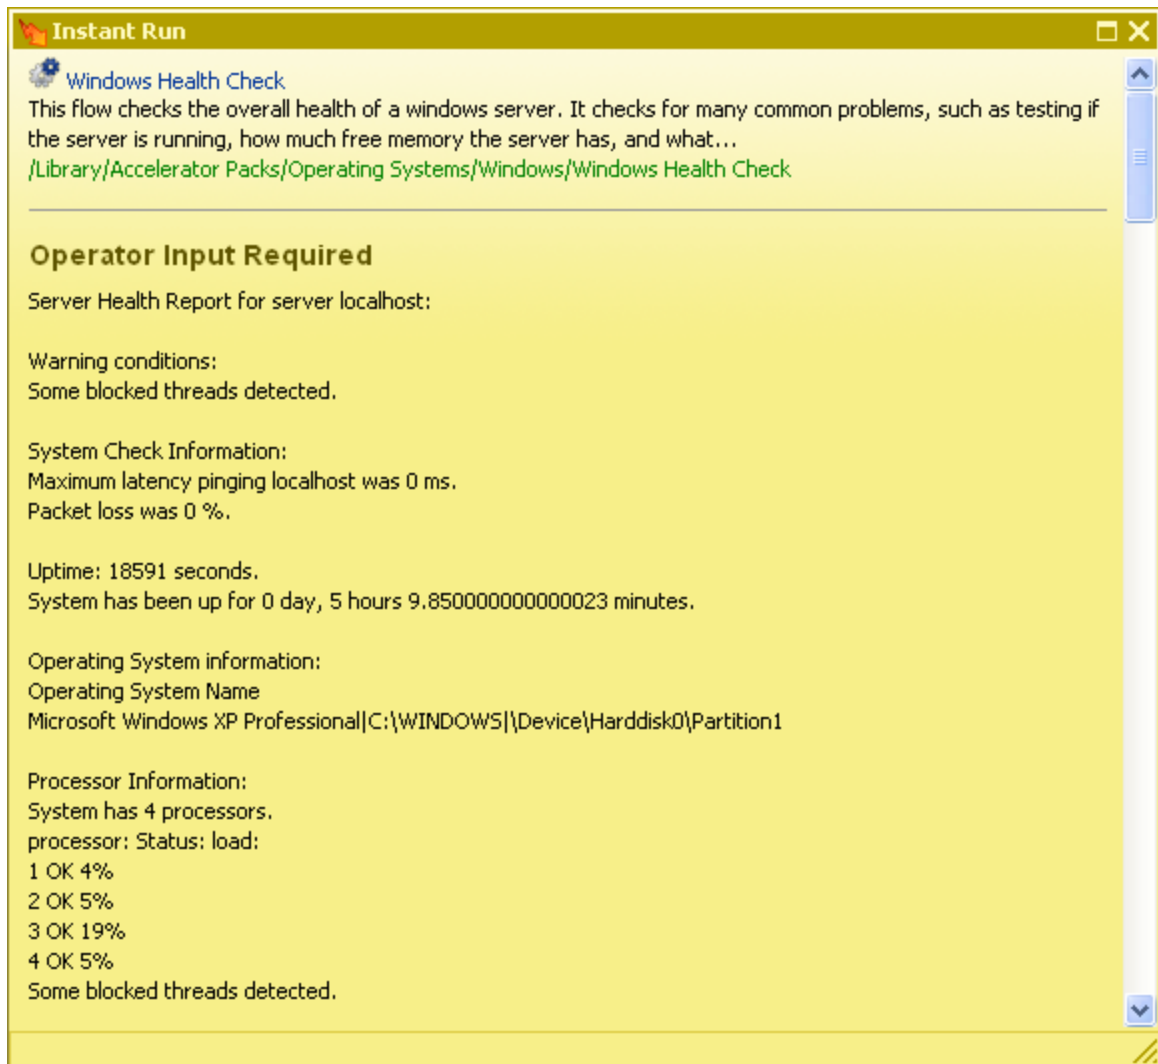 Instant Run
Windows Health Check
This flow checks the overall health of a windows server. It checks for many common problems, such as testing if
the server is running, how much free memory the server has, and what...
/Library/Accelerator Packs/Operating Systems/Windows/Windows Health Check
Operator Input Required
Server Health Report for server localhost:
Warning conditions:
Some blocked threads detected.
System Check Information:
Maximum latency pinging localhost was 0 ms.
Packet loss was 0 %.
Uptime: 18591 seconds.
System has been up for 0 day, 5 hours 9.850000000000023 minutes.
Operating System information:
Operating System Name
Microsoft Windows XP Professional|C:\WINDOWS|\Device\Harddisk0\Partition1
Processor Information:
System has 4 processors.
processor: Status: load:
1 OK 4%
2 OK 5%
3 OK 19%
4 OK 5%
Some blocked threads detected.